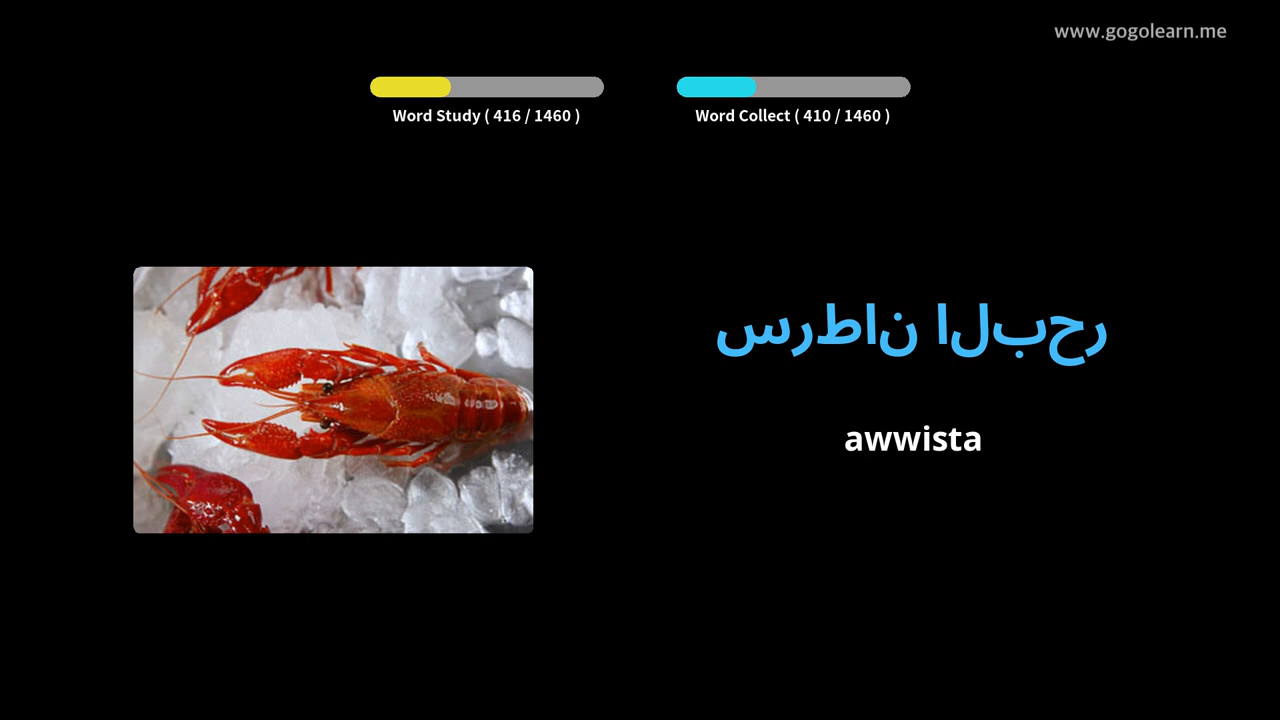 www.gogolearn.me
Word Study ( 416 / 1460 )
Word Collect ( 410 / 1460 )
سرطان البحر
awwista